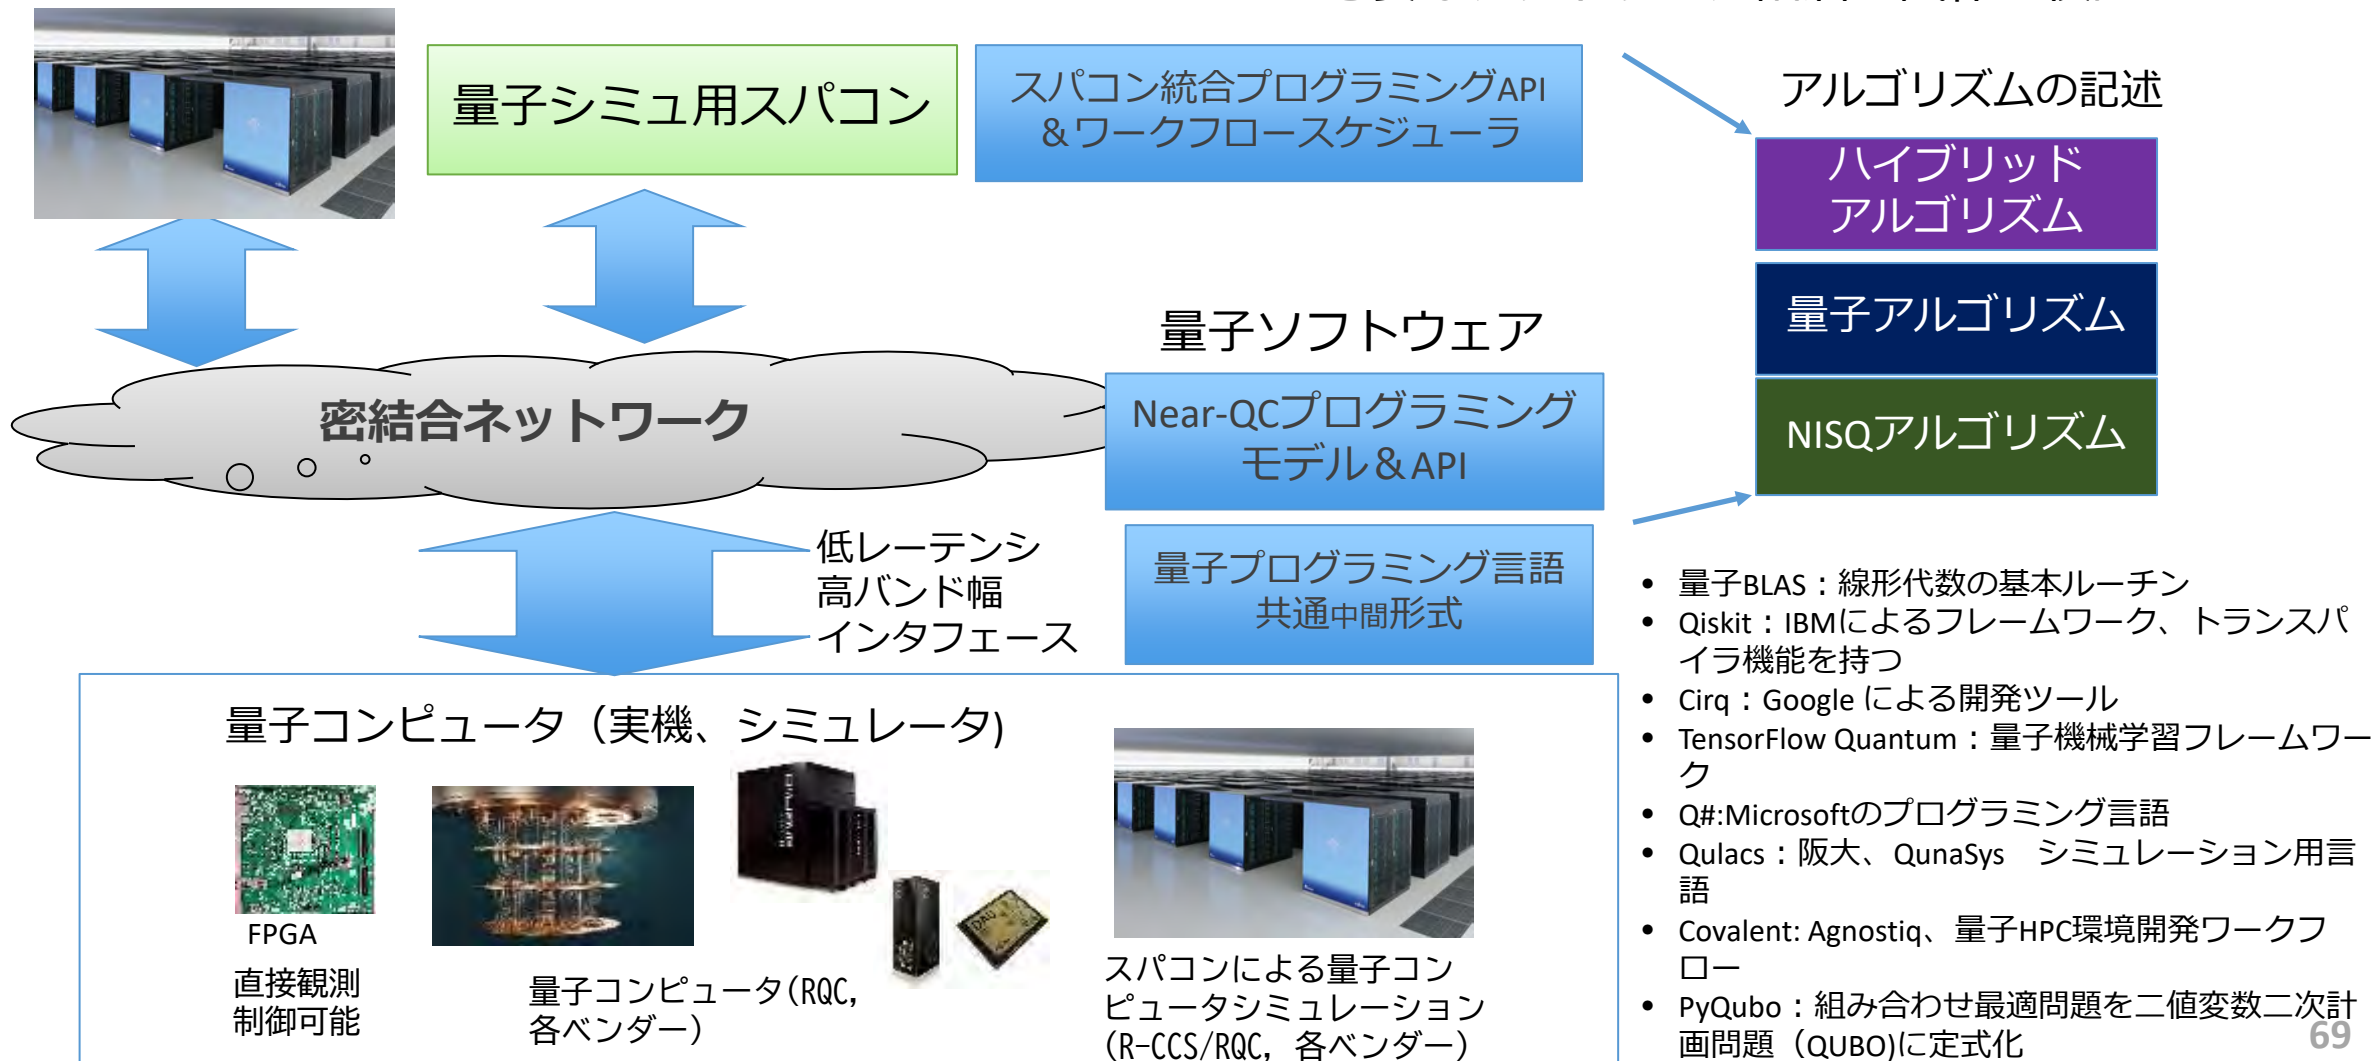 量子シミュ用スパコン
スパコン統合プログラミングAPI
＆ワークフロースケジューラ
アルゴリズムの記述
ハイブリッド
アルゴリズム
量子アルゴリズム
NISQアルゴリズム
密結合ネットワーク
量子ソフトウェア
Near-QCプログラミング
モデル＆API
量子プログラミング言語
共通中間形式
低レーテンシ
高バンド幅
インタフェース
量子コンピュータ（実機、シミュレータ)
FPGA
直接観測
制御可能
量子コンピュータ(RQC,
各ベンダー)
スパコンによる量子コン
ピュータシミュレーション
(R-CCS/RQC, 各ベンダー)
• 量子BLAS：線形代数の基本ルーチン
• Qiskit：IBMによるフレームワーク、トランスパ
イラ機能を持つ
• Cirq：Google による開発ツール
• TensorFlow Quantum：量子機械学習フレームワー
ク
• Q#:Microsoftのプログラミング言語
• Qulacs：阪大、QunaSys　シミュレーション用言
語
• Covalent: Agnostiq、量子HPC環境開発ワークフ
ロー
• PyQubo：組み合わせ最適問題を二値変数二次計
画問題（QUBO)に定式化
69